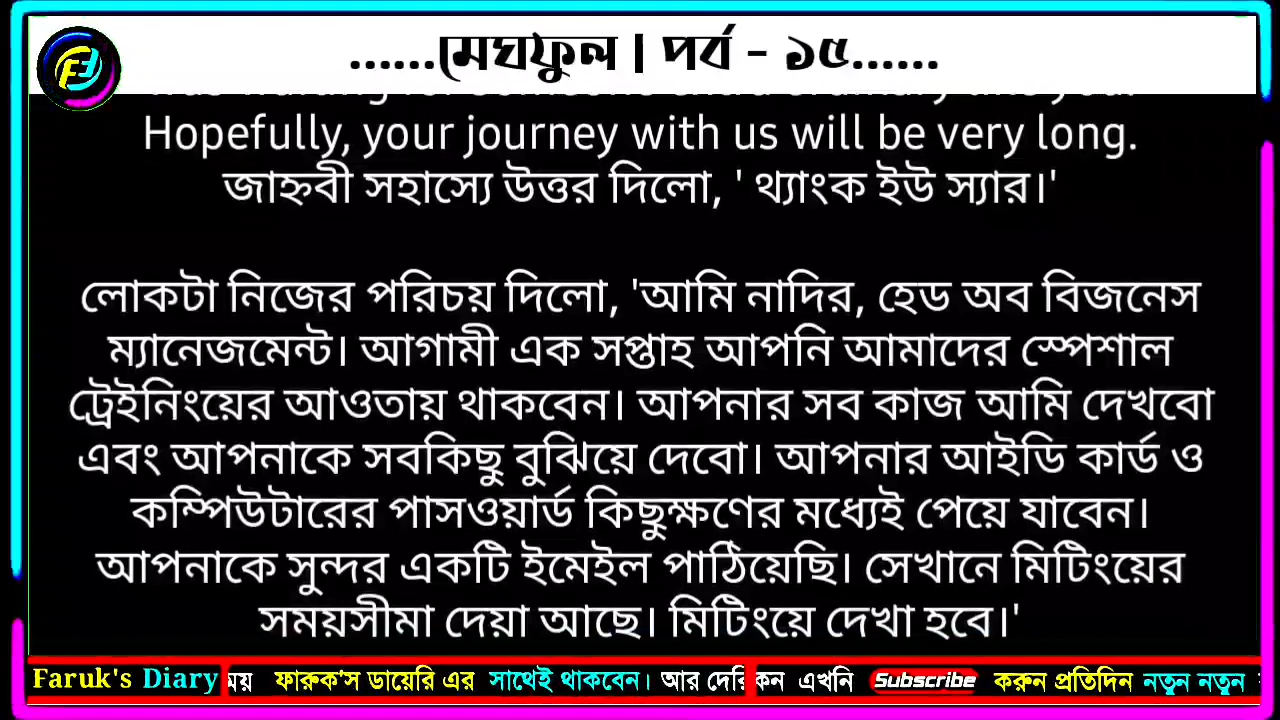 ......মেঘফুল | পর্ব - ১৫......
Hopefully, your journey with us will be very long.
জাহ্নবী সহাস্যে উত্তর দিলো, ' থ্যাংক ইউ স্যার।'
লোকটা নিজের পরিচয় দিলো, 'আমি নাদির, হেড অব বিজনেস
ম্যানেজমেন্ট। আগামী এক সপ্তাহ আপনি আমাদের স্পেশাল
ট্রেইনিংয়ের আওতায় থাকবেন। আপনার সব কাজ আমি দেখবো
এবং আপনাকে সবকিছু বুঝিয়ে দেবো। আপনার আইডি কার্ড ও
কম্পিউটারের পাসওয়ার্ড কিছুক্ষণের মধ্যেই পেয়ে যাবেন।
আপনাকে সুন্দর একটি ইমেইল পাঠিয়েছি। সেখানে মিটিংয়ের
সময়সীমা দেয়া আছে। মিটিংয়ে দেখা হবে।'
Faruk's Diary ময় ফারুক'স ডায়েরি এর সাথেই থাকবেন। আর দেরি কন এখনি Subscribe করুন প্রতিদিন নতুন নতুন